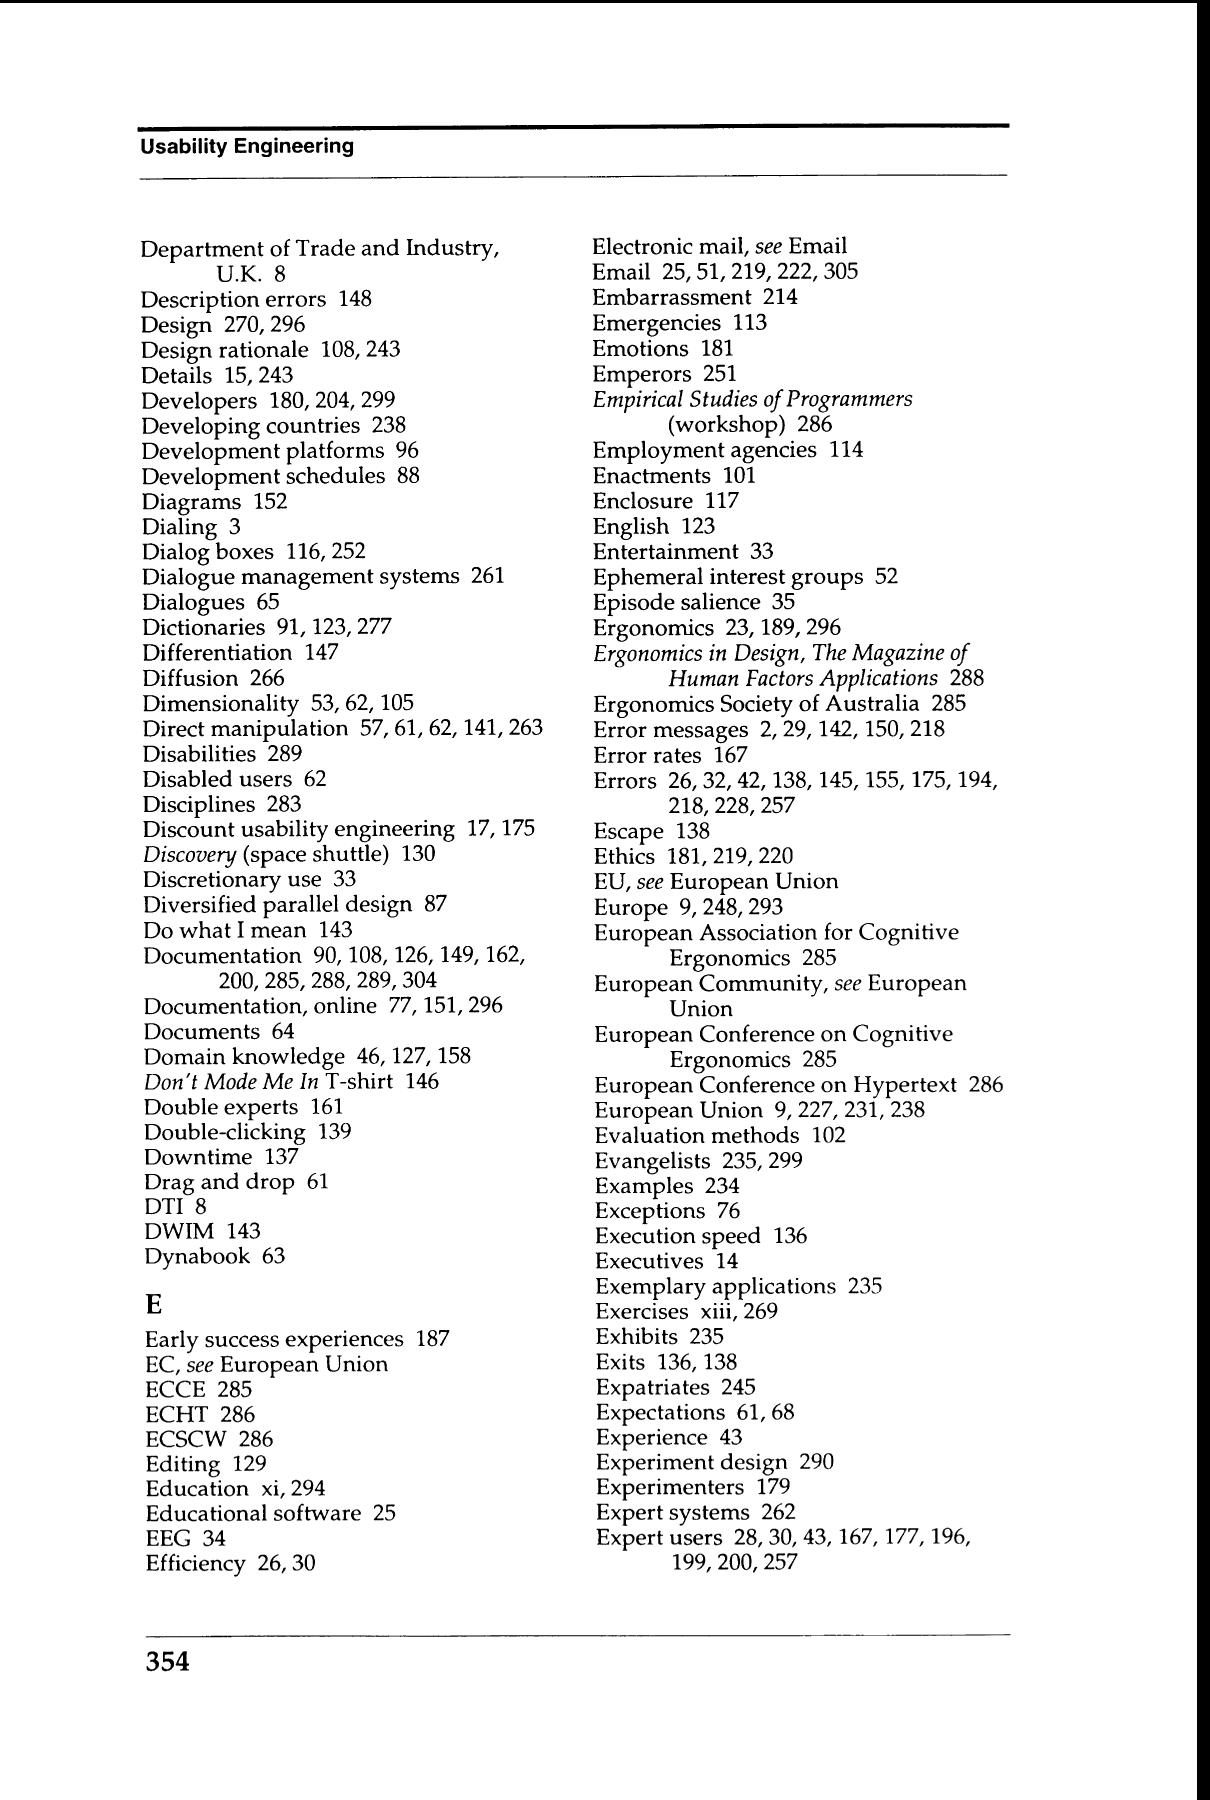 Usability Engineering
Department of Trade and Industry,
U.K. 8
Description errors 148
Design 270, 296
Design rationale 108, 243
Details 15, 243
Developers 180, 204, 299
Developing countries 238
Development platforms 96
Development schedules 88
Diagrams 152
Dialing 3
Dialog boxes 116, 252
Dialogue management systems 261
Dialogues 65
Dictionaries 91, 123, 277
Differentiation 147
Diffusion 266
Dimensionality 53, 62, 105
Direct manipulation 57, 61, 62, 141, 263
Disabilities 289
Disabled users 62
Disciplines 283
Discount usability engineering 17, 175
Discovery (space shuttle) 130
Discretionary use 33
Diversified parallel design 87
Do what I mean 143
Documentation 90, 108, 126, 149, 162,
200, 285, 288, 289, 304
Documentation, online 77, 151, 296
Documents 64
Domain knowledge 46, 127, 158
Don't Mode Me In T-shirt 146
Double experts 161
Double-clicking 139
Downtime 137
Drag and drop 61
DTI 8
DWIM 143
Dynabook 63
E
Early success experiences 187
EC, see European Union
ECCE 285
ECHT 286
ECSCW 286
Editing 129
Education xi, 294
Educational software 25
EEG 34
Efficiency 26, 30
Electronic mail, see Email
Email 25, 51, 219, 222, 305
Embarrassment 214
Emergencies 113
Emotions 181
Emperors 251
Empirical Studies of Programmers
(workshop) 286
Employment agencies 114
Enactments 101
Enclosure 117
English 123
Entertainment 33
Ephemeral interest groups 52
Episode salience 35
Ergonomics 23, 189, 296
Ergonomics in Design, The Magazine of
Human Factors Applications 288
Ergonomics Society of Australia 285
Error messages 2, 29, 142, 150, 218
Error rates 167
Errors 26, 32, 42, 138, 145, 155, 175, 194,
218, 228, 257
Escape 138
Ethics 181, 219, 220
EU, see European Union
Europe 9, 248, 293
European Association for Cognitive
Ergonomics 285
European Community, see European
Union
European Conference on Cognitive
Ergonomics 285
European Conference on Hypertext 286
European Union 9, 227, 231, 238
Evaluation methods 102
Evangelists 235, 299
Examples 234
Exceptions 76
Execution speed 136
Executives 14
Exemplary applications 235
Exercises xiii, 269
Exhibits 235
Exits 136, 138
Expatriates 245
Expectations 61, 68
Experience 43
Experiment design 290
Experimenters 179
Expert systems 262
Expert users 28, 30, 43, 167, 177, 196,
199, 200, 257
354